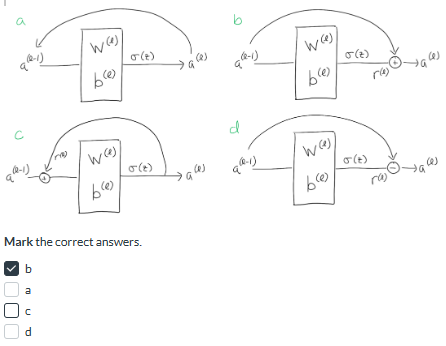 a
a^(l-1) W^(l) b^(l) σ(z) a^(l)
b
a^(l-1) W^(l) b^(l) σ(z) r^(l) + a^(l)
c
a^(l-1) + r^(l) W^(l) b^(l) σ(z) a^(l)
d
a^(l-1) W^(l) b^(l) σ(z) r^(l) − a^(l)
Mark the correct answers.
b
a
c
d